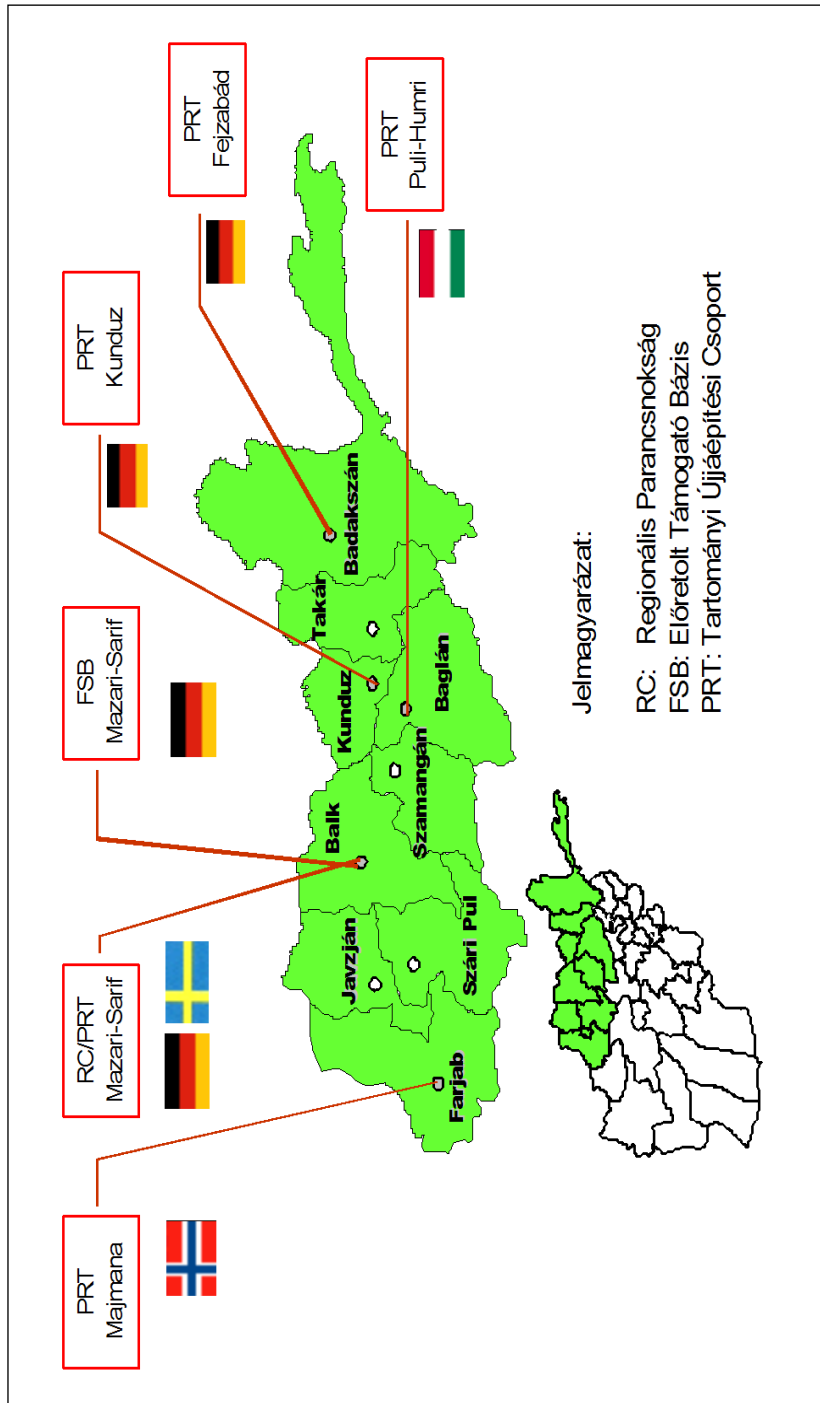 PRT
Majmana
RC/PRT
Mazari-Sarif
FSB
Mazari-Sarif
PRT
Kunduz
PRT
Fejzabád
PRT
Puli-Humri
Farjab
Javzján
Szári Pul
Balk
Szamangán
Kunduz
Baglán
Takár
Badakszán
Jelmagyarázat:
RC: Regionális Parancsnokság
FSB: Előretolt Támogató Bázis
PRT: Tartományi Újjáépítési Csoport